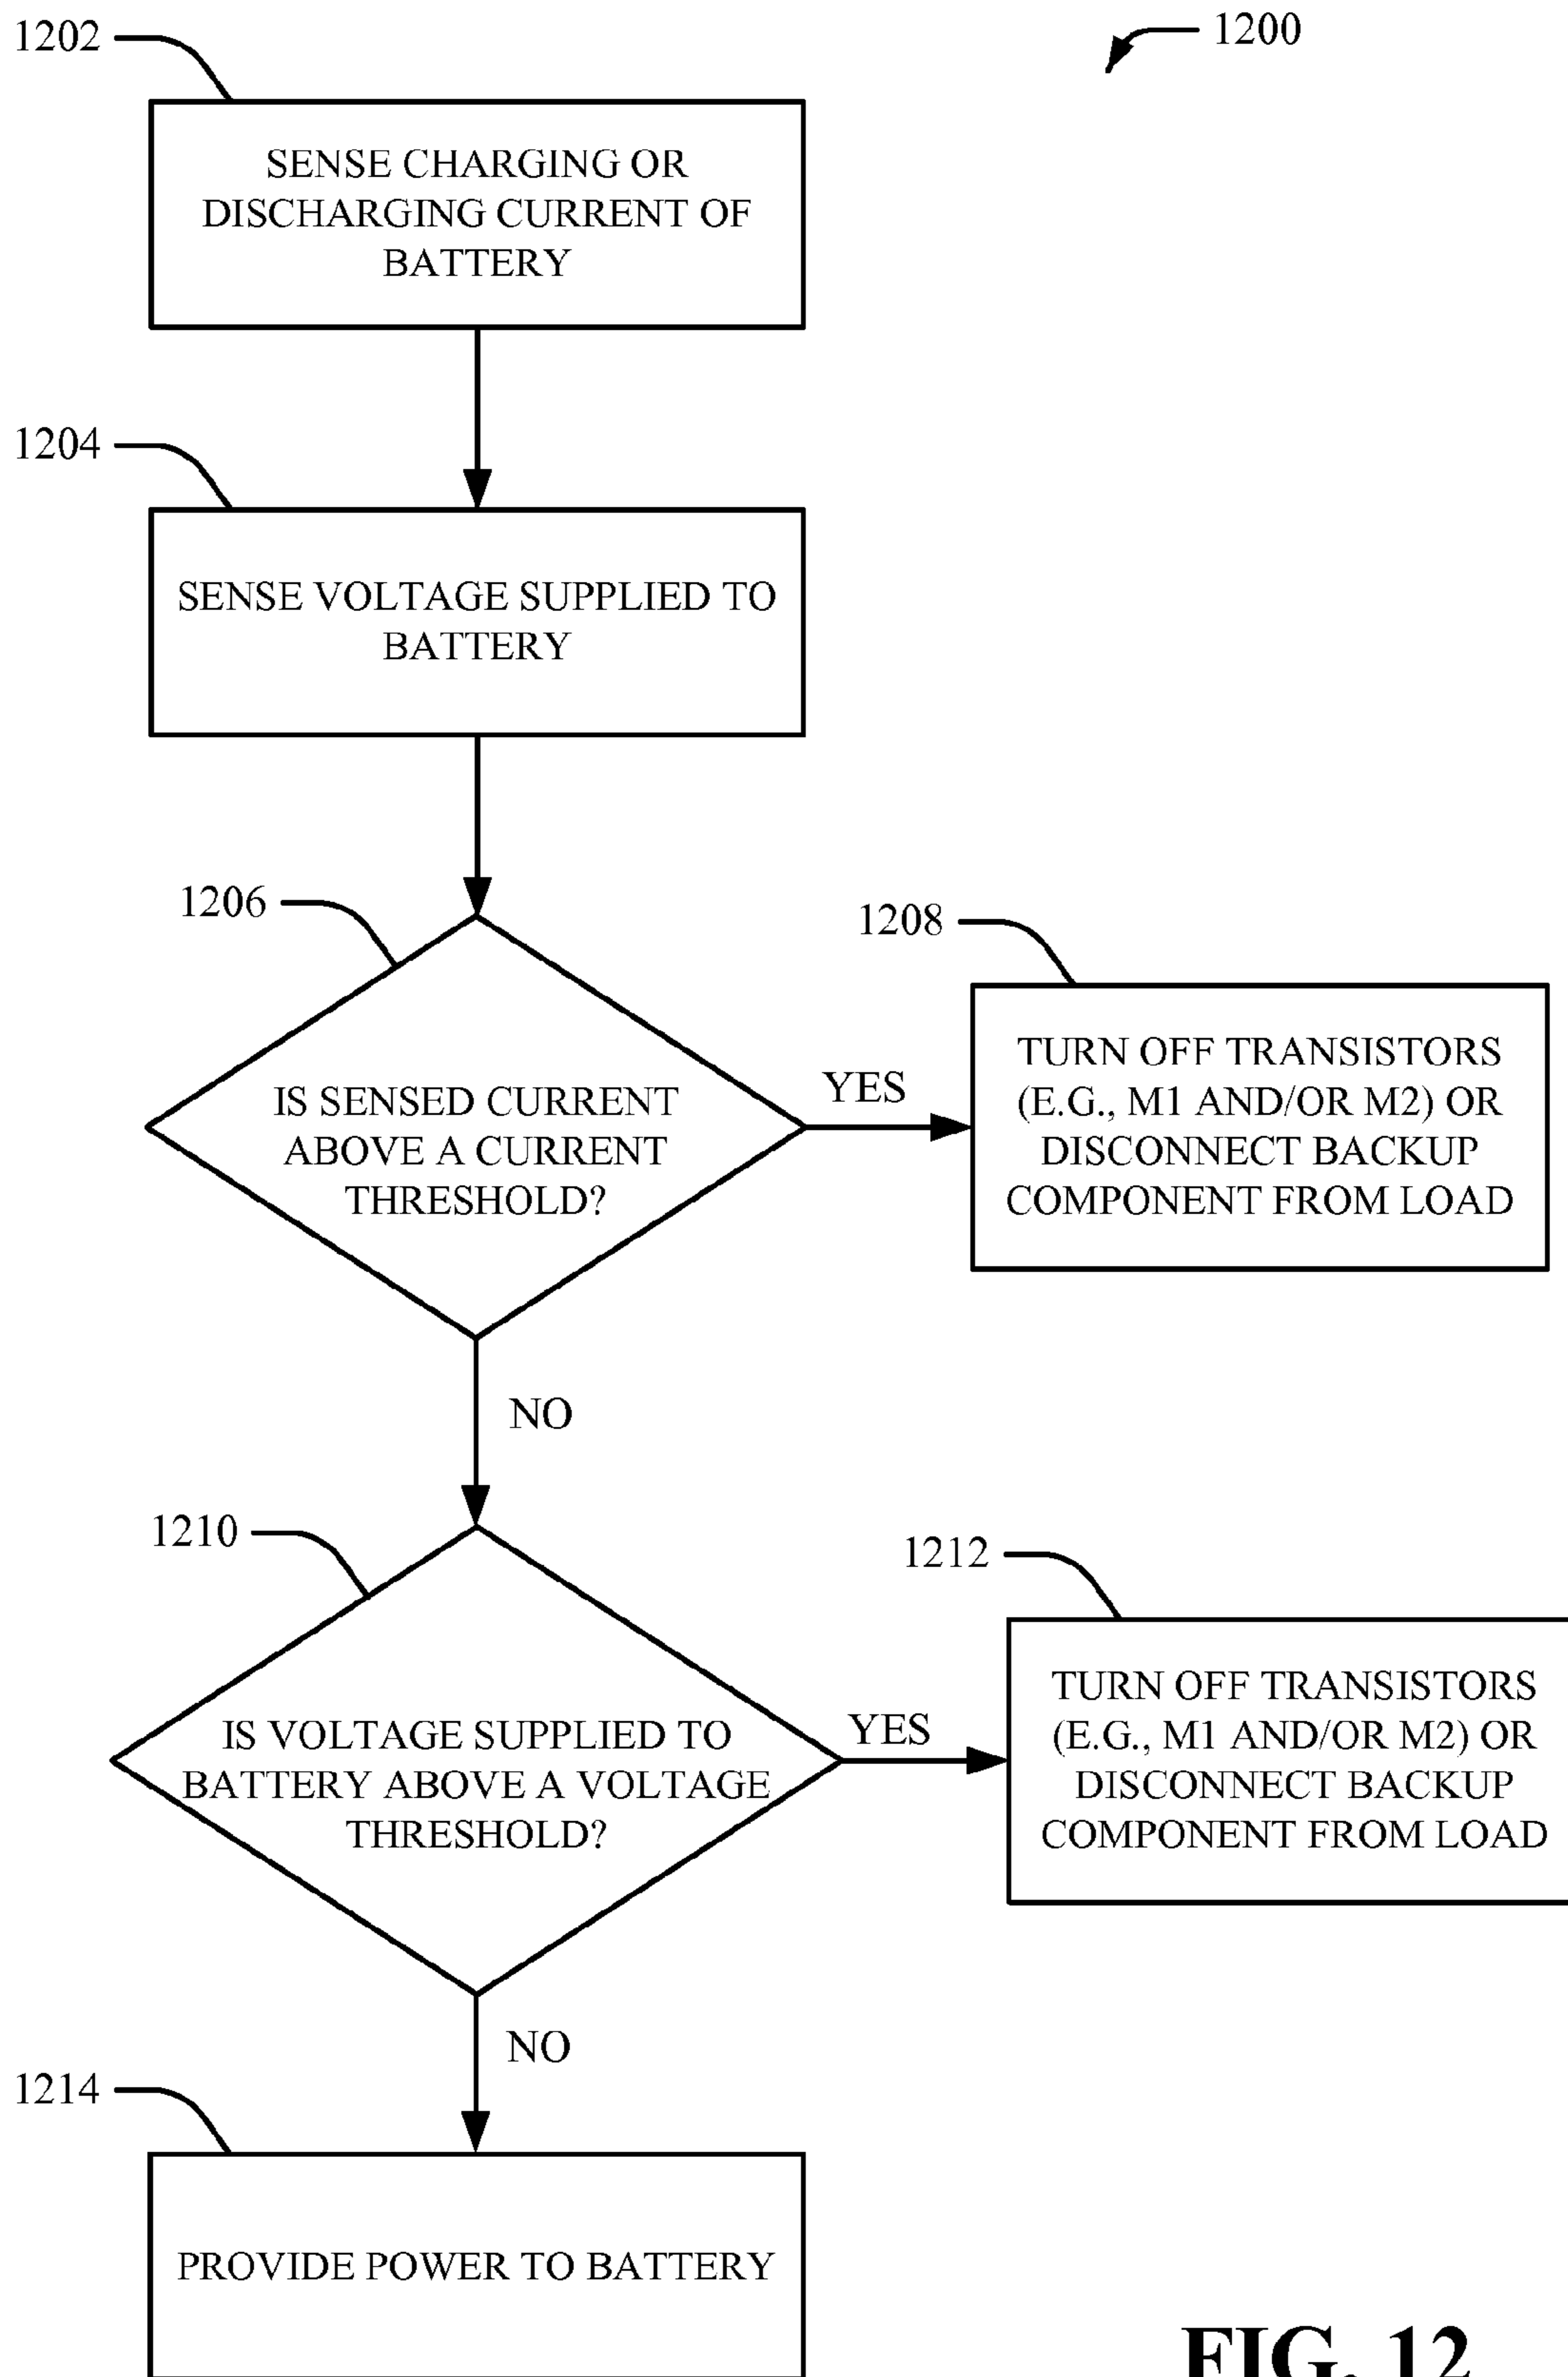 1202
1200
SENSE CHARGING OR
DISCHARGING CURRENT OF
BATTERY
1204
SENSE VOLTAGE SUPPLIED TO
BATTERY
1206
1208
IS SENSED CURRENT
ABOVE A CURRENT
THRESHOLD?
YES
TURN OFF TRANSISTORS
(E.G., M1 AND/OR M2) OR
DISCONNECT BACKUP
COMPONENT FROM LOAD
NO
1210
1212
IS VOLTAGE SUPPLIED TO
BATTERY ABOVE A VOLTAGE
THRESHOLD?
YES
TURN OFF TRANSISTORS
(E.G., M1 AND/OR M2) OR
DISCONNECT BACKUP
COMPONENT FROM LOAD
NO
1214
PROVIDE POWER TO BATTERY
FIG. 12